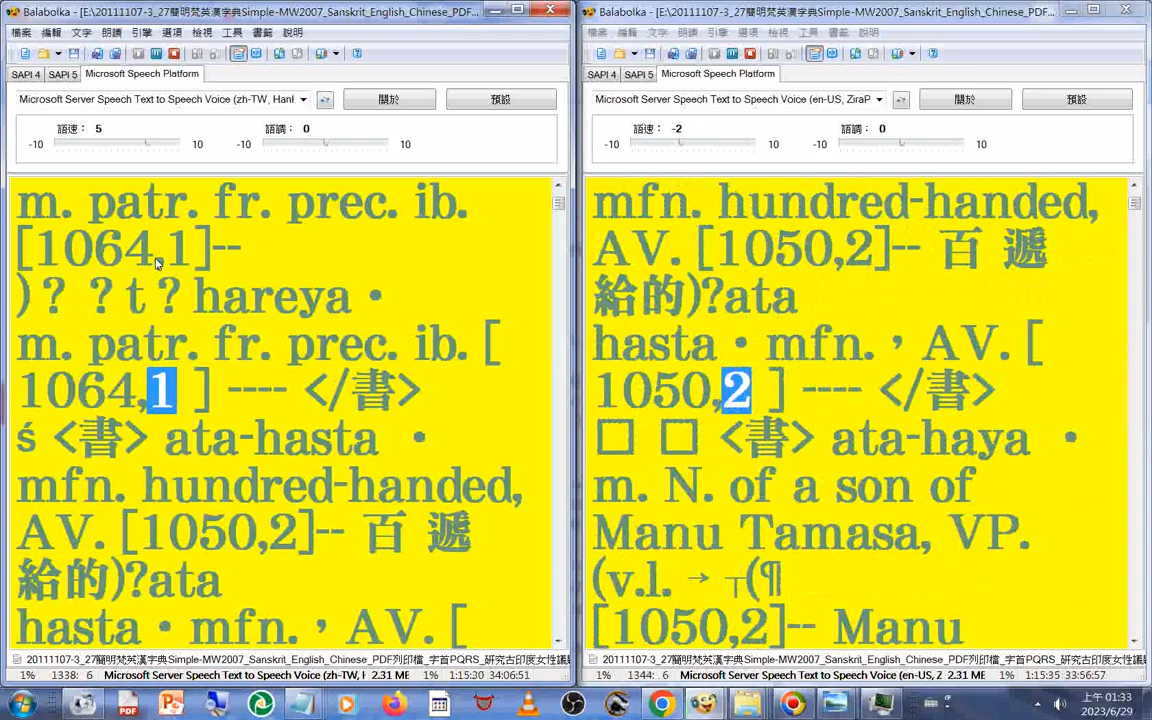 Balabolka - [E:\20111107-3_27簡明梵英漢字典Simple-MW2007_Sanskrit_English_Chinese_PDF...
檔案 編輯 文字 朗讀 引擎 選項 檢視 工具 書籤 說明
SAPI 4 SAPI 5 Microsoft Speech Platform
Microsoft Server Speech Text to Speech Voice (zh-TW, Hanl 關於 預設
語速： 5 語調： 0
-10 10 -10 10
m. patr. fr. prec. ib.
[1064,1]--
)？ ？t？hareya •
m. patr. fr. prec. ib. [
1064,1 ] ---- </書>
ś <書> ata-hasta •
mfn. hundred-handed,
AV. [1050,2]-- 百 遞
給的)?ata
hasta • mfn. , AV. [
20111107-3_27簡明梵英漢字典Simple-MW2007_Sanskrit_English_Chinese_PDF列印檔_字首PQRS_研究古印度女性議
1% 1338: 6 Microsoft Server Speech Text to Speech Voice (zh-TW, H 2.31 ME 1% 1:15:30 34:06:51
Balabolka - [E:\20111107-3_27簡明梵英漢字典Simple-MW2007_Sanskrit_English_Chinese_PDF...
檔案 編輯 文字 朗讀 引擎 選項 檢視 工具 書籤 說明
SAPI 4 SAPI 5 Microsoft Speech Platform
Microsoft Server Speech Text to Speech Voice (en-US, ZiraP 關於 預設
語速： -2 語調： 0
-10 10 -10 10
mfn. hundred-handed,
AV. [1050,2]-- 百 遞
給的)?ata
hasta • mfn. , AV. [
1050,2 ] ---- </書>
□ □ <書> ata-haya •
m. N. of a son of
Manu Tamasa, VP.
(v.l. → ┬(¶
[1050,2]-- Manu
20111107-3_27簡明梵英漢字典Simple-MW2007_Sanskrit_English_Chinese_PDF列印檔_字首PQRS_研究古印度女性議
1% 1344: 6 Microsoft Server Speech Text to Speech Voice (en-US, Z 2.31 ME 1% 1:15:35 33:56:57
上午 01:33
2023/6/29